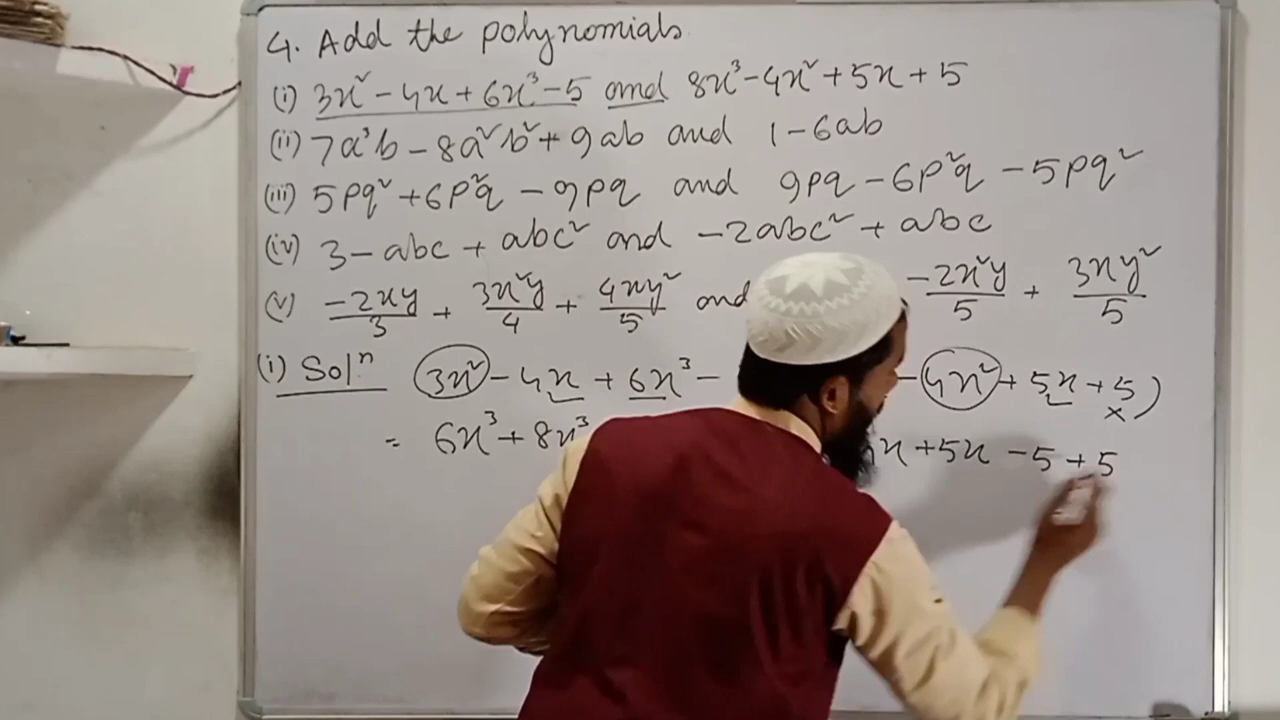 4. Add the polynomials
(i) 3x² - 4x + 6x³ - 5 and 8x³ - 4x² + 5x + 5
(ii) 7a³b - 8a²b² + 9ab and 1 - 6ab
(iii) 5pq² + 6p²q - 9pq and 9pq - 6p²q - 5pq²
(iv) 3 - abc + abc² and -2abc² + abc
(v) -2xy/3 + 3x²y/4 + 4xy²/5 and -2x²y/5 + 3xy²/5
(i) Solⁿ 3x² - 4x + 6x³ - - 4x² + 5x + 5)
= 6x³ + 8x³ x + 5x - 5 + 5